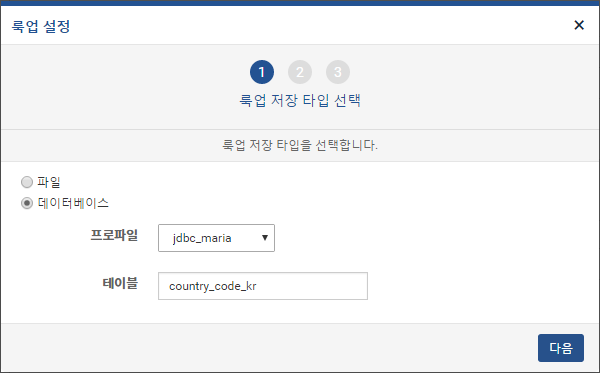 룩업 설정
1 2 3
룩업 저장 타입 선택
룩업 저장 타입을 선택합니다.
파일
데이터베이스
프로파일 jdbc_maria
테이블 country_code_kr
다음